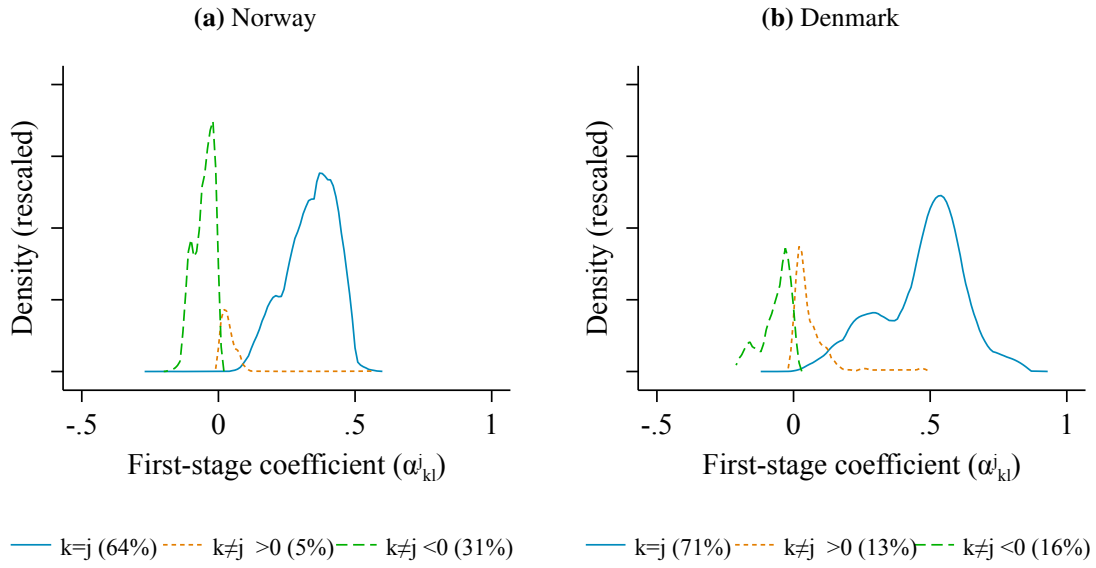 (a) Norway
Density (rescaled)
-.5 0 .5 1
First-stage coefficient (αʲₖₗ)
k=j (64%) k≠j >0 (5%) k≠j <0 (31%)
(b) Denmark
Density (rescaled)
-.5 0 .5 1
First-stage coefficient (αʲₖₗ)
k=j (71%) k≠j >0 (13%) k≠j <0 (16%)